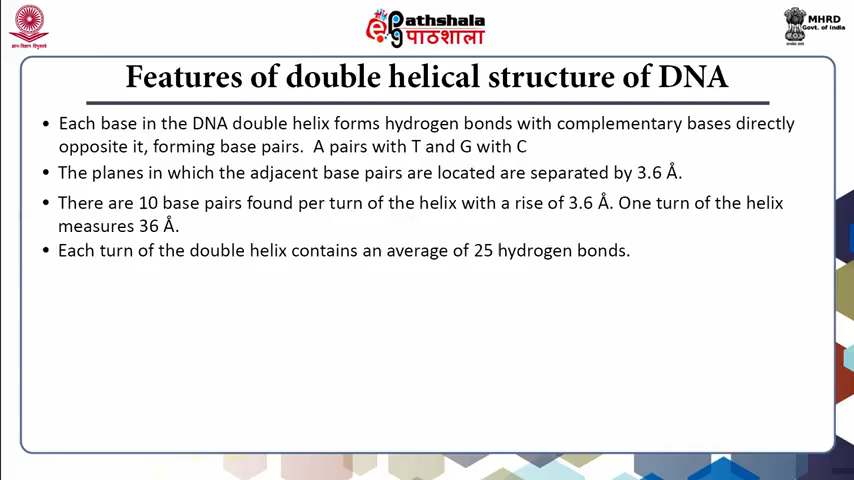 ePathshala
पाठशाला
MHRD
Govt. of India
Features of double helical structure of DNA
• Each base in the DNA double helix forms hydrogen bonds with complementary bases directly
opposite it, forming base pairs. A pairs with T and G with C
• The planes in which the adjacent base pairs are located are separated by 3.6 Å.
• There are 10 base pairs found per turn of the helix with a rise of 3.6 Å. One turn of the helix
measures 36 Å.
• Each turn of the double helix contains an average of 25 hydrogen bonds.